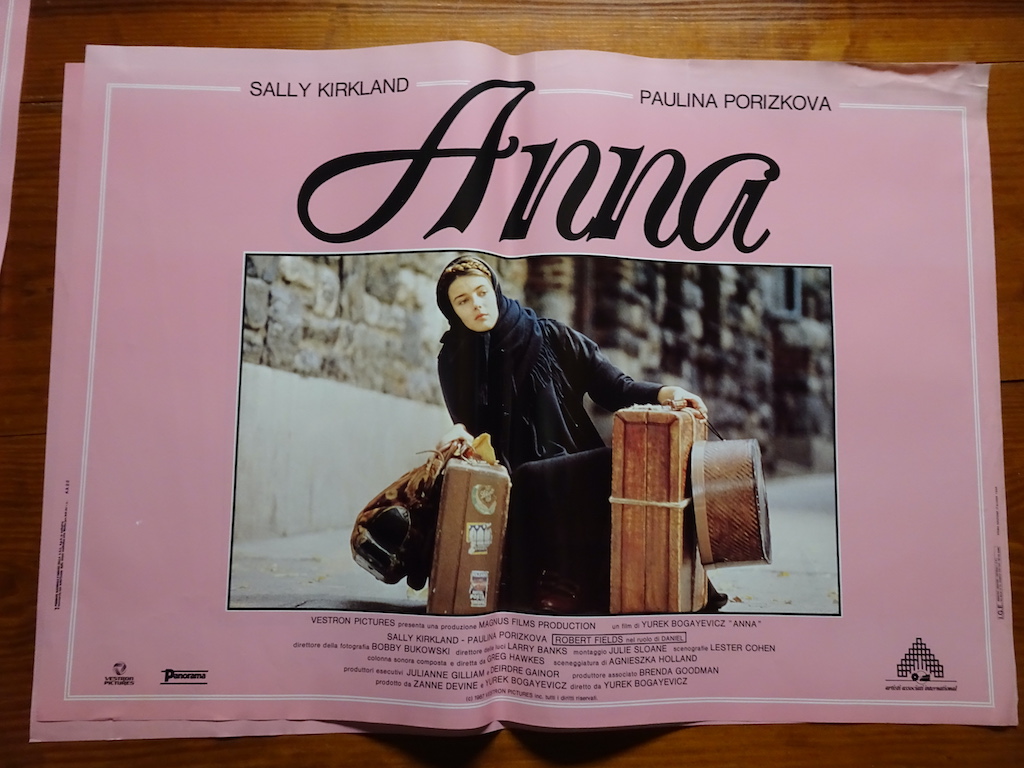 SALLY KIRKLAND
PAULINA PORIZKOVA
Anna
VESTRON PICTURES presenta una produzione MAGNUS FILMS PRODUCTION un film di YUREK BOGAYEVICZ "ANNA"
SALLY KIRKLAND - PAULINA PORIZKOVA ROBERT FIELDS nel ruolo di DANIEL
direttore della fotografia BOBBY BUKOWSKI direttore delle luci LARRY BANKS montaggio JULIE SLOANE scenografie LESTER COHEN
colonna sonora composta e diretta da GREG HAWKES sceneggiatura di AGNIESZKA HOLLAND
produttori esecutivi JULIANNE GILLIAM e DEIRDRE GAINOR produttore associato BRENDA GOODMAN
prodotto da ZANNE DEVINE e YUREK BOGAYEVICZ diretto da YUREK BOGAYEVICZ
(c) 1987 VESTRON PICTURES inc. tutti i diritti riservati.
VESTRON PICTURES
Panorama
artisti associati international